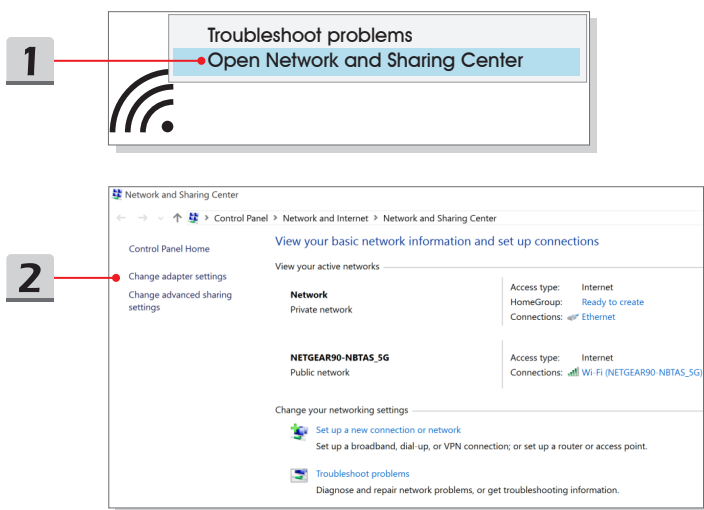 Troubleshoot problems
1
Open Network and Sharing Center
Network and Sharing Center
Control Panel > Network and Internet > Network and Sharing Center
Control Panel Home
View your basic network information and set up connections
2
Change adapter settings
Change advanced sharing
settings
View your active networks
Network
Private network
Access type: Internet
HomeGroup: Ready to create
Connections: Ethernet
NETGEAR90-NBTAS_5G
Public network
Access type: Internet
Connections: Wi-Fi (NETGEAR90-NBTAS_5G)
Change your networking settings
Set up a new connection or network
Set up a broadband, dial-up, or VPN connection; or set up a router or access point.
Troubleshoot problems
Diagnose and repair network problems, or get troubleshooting information.